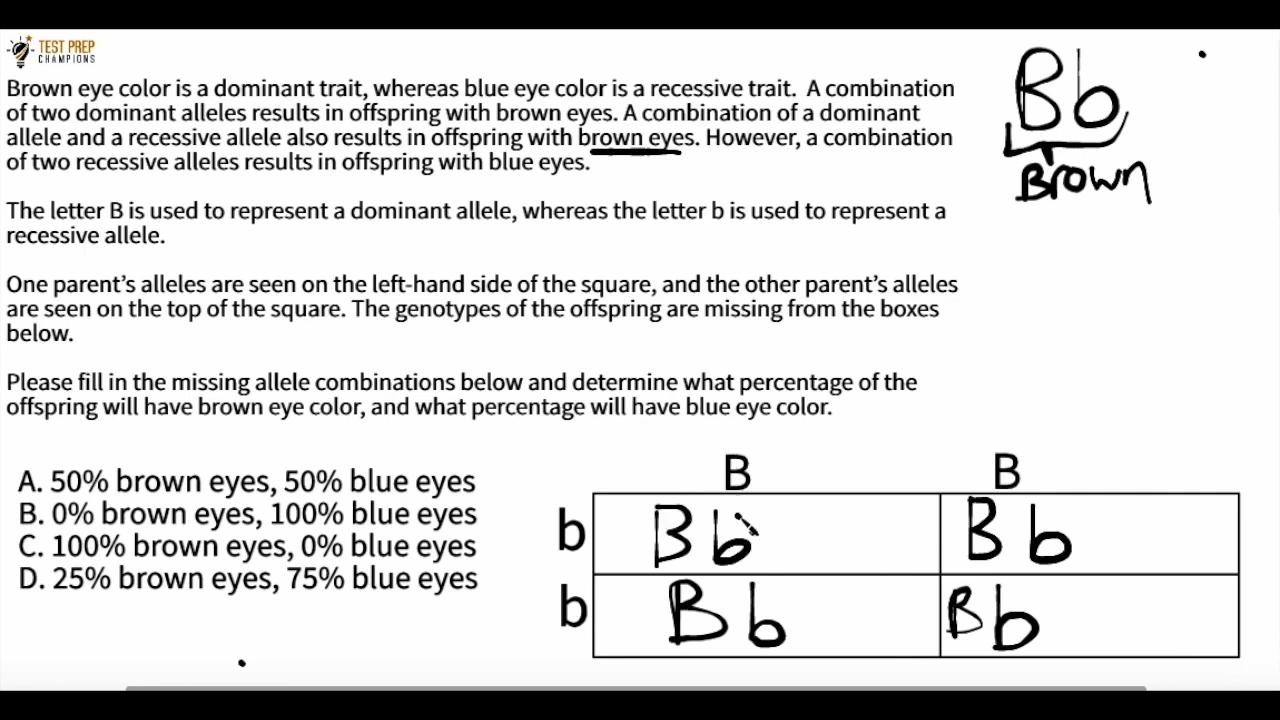 TEST PREP
CHAMPIONS
Brown eye color is a dominant trait, whereas blue eye color is a recessive trait. A combination
of two dominant alleles results in offspring with brown eyes. A combination of a dominant
allele and a recessive allele also results in offspring with brown eyes. However, a combination
of two recessive alleles results in offspring with blue eyes.
Bb
Brown
The letter B is used to represent a dominant allele, whereas the letter b is used to represent a
recessive allele.
One parent's alleles are seen on the left-hand side of the square, and the other parent's alleles
are seen on the top of the square. The genotypes of the offspring are missing from the boxes
below.
Please fill in the missing allele combinations below and determine what percentage of the
offspring will have brown eye color, and what percentage will have blue eye color.
A. 50% brown eyes, 50% blue eyes
B. 0% brown eyes, 100% blue eyes
C. 100% brown eyes, 0% blue eyes
D. 25% brown eyes, 75% blue eyes
B B
b Bb Bb
b Bb Bb